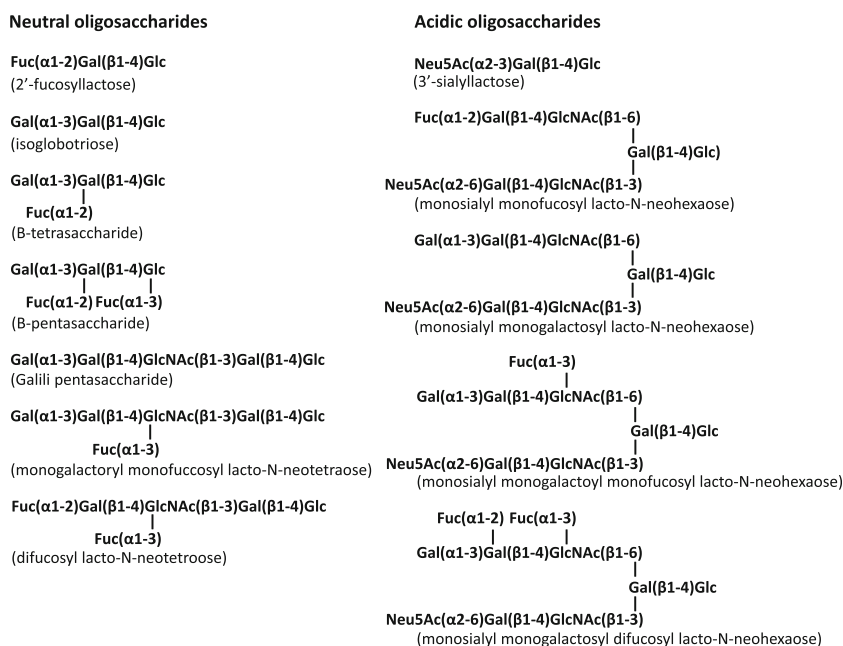 Neutral oligosaccharides
Fuc(α1-2)Gal(β1-4)Glc
(2’-fucosyllactose)
Gal(α1-3)Gal(β1-4)Glc
(isoglobotriose)
Gal(α1-3)Gal(β1-4)Glc
Fuc(α1-2)
(B-tetrasaccharide)
Gal(α1-3)Gal(β1-4)Glc
Fuc(α1-2) Fuc(α1-3)
(B-pentasaccharide)
Gal(α1-3)Gal(β1-4)GlcNAc(β1-3)Gal(β1-4)Glc
(Galili pentasaccharide)
Gal(α1-3)Gal(β1-4)GlcNAc(β1-3)Gal(β1-4)Glc
Fuc(α1-3)
(monogalactoryl monofuccosyl lacto-N-neotetraose)
Fuc(α1-2)Gal(β1-4)GlcNAc(β1-3)Gal(β1-4)Glc
Fuc(α1-3)
(difucosyl lacto-N-neotetroose)
Acidic oligosaccharides
Neu5Ac(α2-3)Gal(β1-4)Glc
(3’-sialyllactose)
Fuc(α1-2)Gal(β1-4)GlcNAc(β1-6)
Gal(β1-4)Glc)
Neu5Ac(α2-6)Gal(β1-4)GlcNAc(β1-3)
(monosialyl monofucosyl lacto-N-neohexaose)
Gal(α1-3)Gal(β1-4)GlcNAc(β1-6)
Gal(β1-4)Glc
Neu5Ac(α2-6)Gal(β1-4)GlcNAc(β1-3)
(monosialyl monogalactosyl lacto-N-neohexaose)
Fuc(α1-3)
Gal(α1-3)Gal(β1-4)GlcNAc(β1-6)
Gal(β1-4)Glc
Neu5Ac(α2-6)Gal(β1-4)GlcNAc(β1-3)
(monosialyl monogalactoyl monofucosyl lacto-N-neohexaose)
Fuc(α1-2) Fuc(α1-3)
Gal(α1-3)Gal(β1-4)GlcNAc(β1-6)
Gal(β1-4)Glc
Neu5Ac(α2-6)Gal(β1-4)GlcNAc(β1-3)
(monosialyl monogalactosyl difucosyl lacto-N-neohexaose)